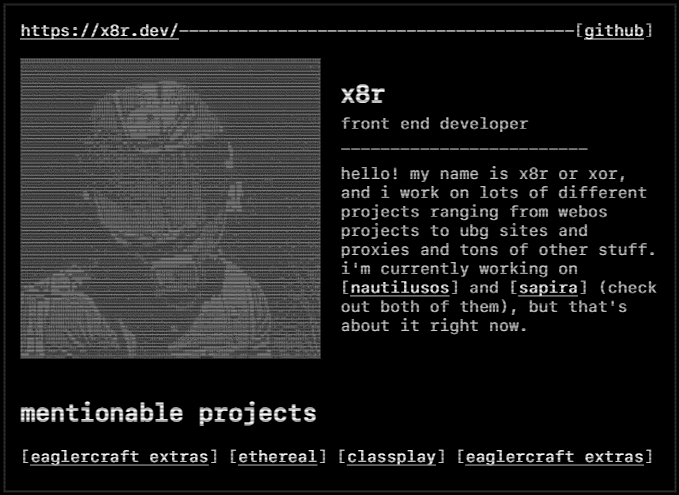 https://x8r.dev/----------------------------------------[github]
x8r
front end developer
-------------------------
hello! my name is x8r or xor,
and i work on lots of different
projects ranging from webos
projects to ubg sites and
proxies and tons of other stuff.
i'm currently working on
[nautilusos] and [sapira] (check
out both of them), but that's
about it right now.
mentionable projects
[eaglercraft extras] [ethereal] [classplay] [eaglercraft extras]